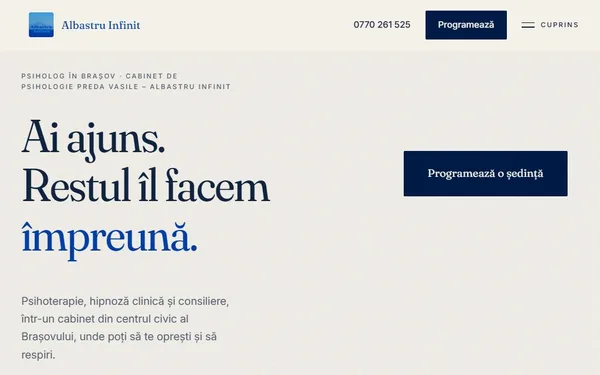 Albastru Infinit
0770 261 525
Programează
CUPRINS
PSIHOLOG ÎN BRAȘOV · CABINET DE
PSIHOLOGIE PREDA VASILE – ALBASTRU INFINIT
Ai ajuns.
Restul îl facem
împreună.
Programează o ședință
Psihoterapie, hipnoză clinică și consiliere,
într-un cabinet din centrul civic al
Brașovului, unde poți să te oprești și să
respiri.